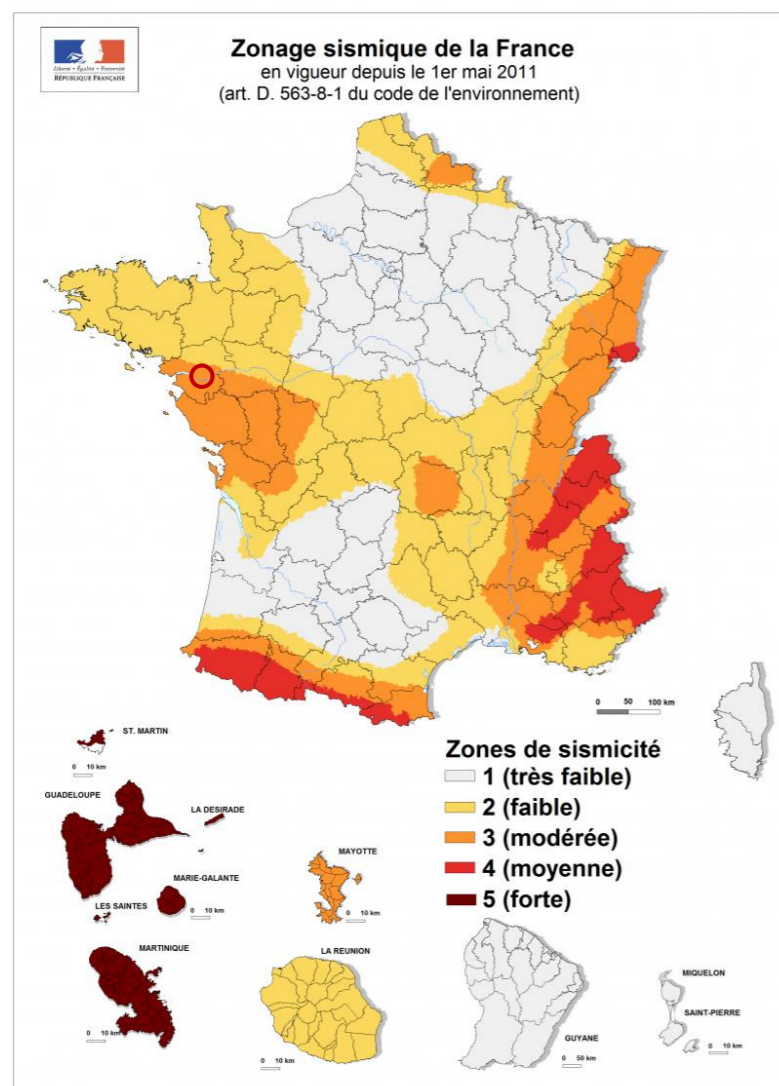 Liberté • Égalité • Fraternité
RÉPUBLIQUE FRANÇAISE
Zonage sismique de la France
en vigueur depuis le 1er mai 2011
(art. D. 563-8-1 du code de l'environnement)
0 50 100 km
ST. MARTIN
0 10 km
GUADELOUPE
LA DESIRADE
MARIE-GALANTE
0 10 km
LES SAINTES
0 10 km
MAYOTTE
0 10 km
Zones de sismicité
1 (très faible)
2 (faible)
3 (modérée)
4 (moyenne)
5 (forte)
MARTINIQUE
0 10 km
LA REUNION
0 10 km
GUYANE
0 50 km
MIQUELON
SAINT-PIERRE
0 10 km